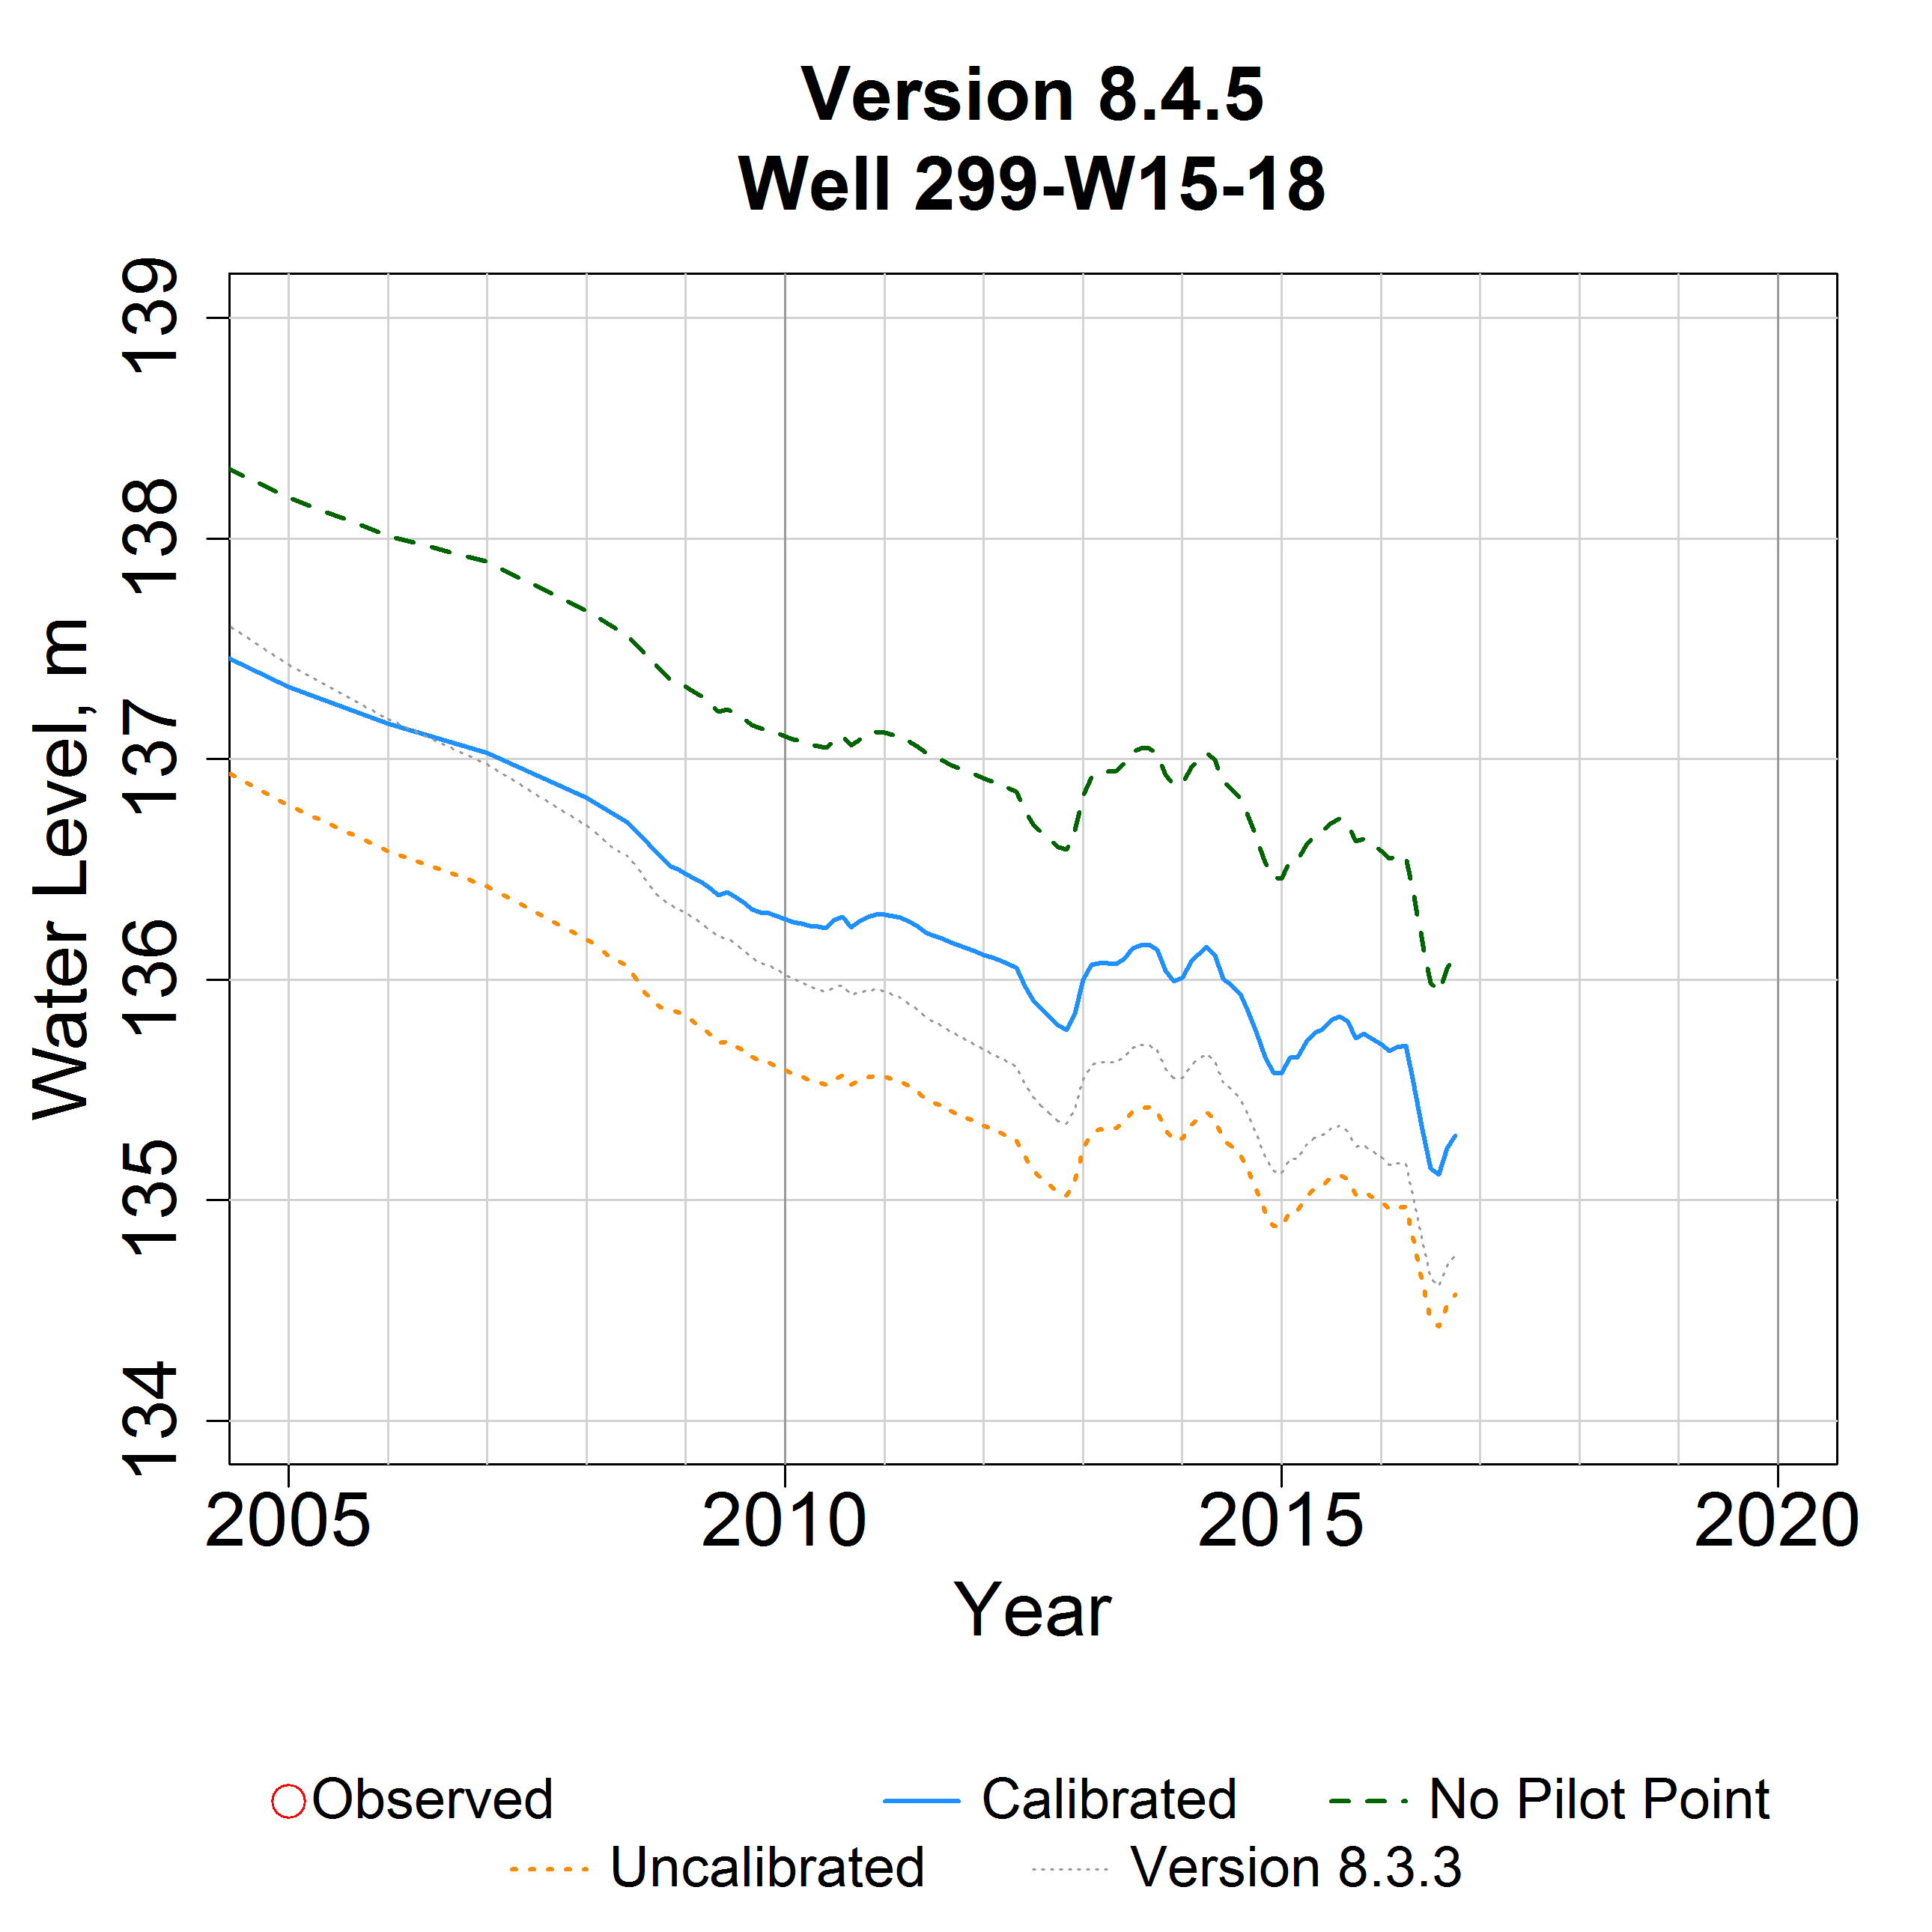 Version 8.4.5
Well 299-W15-18
Water Level, m
139
138
137
136
135
134
2005 2010 2015 2020
Year
Observed Calibrated No Pilot Point
Uncalibrated Version 8.3.3